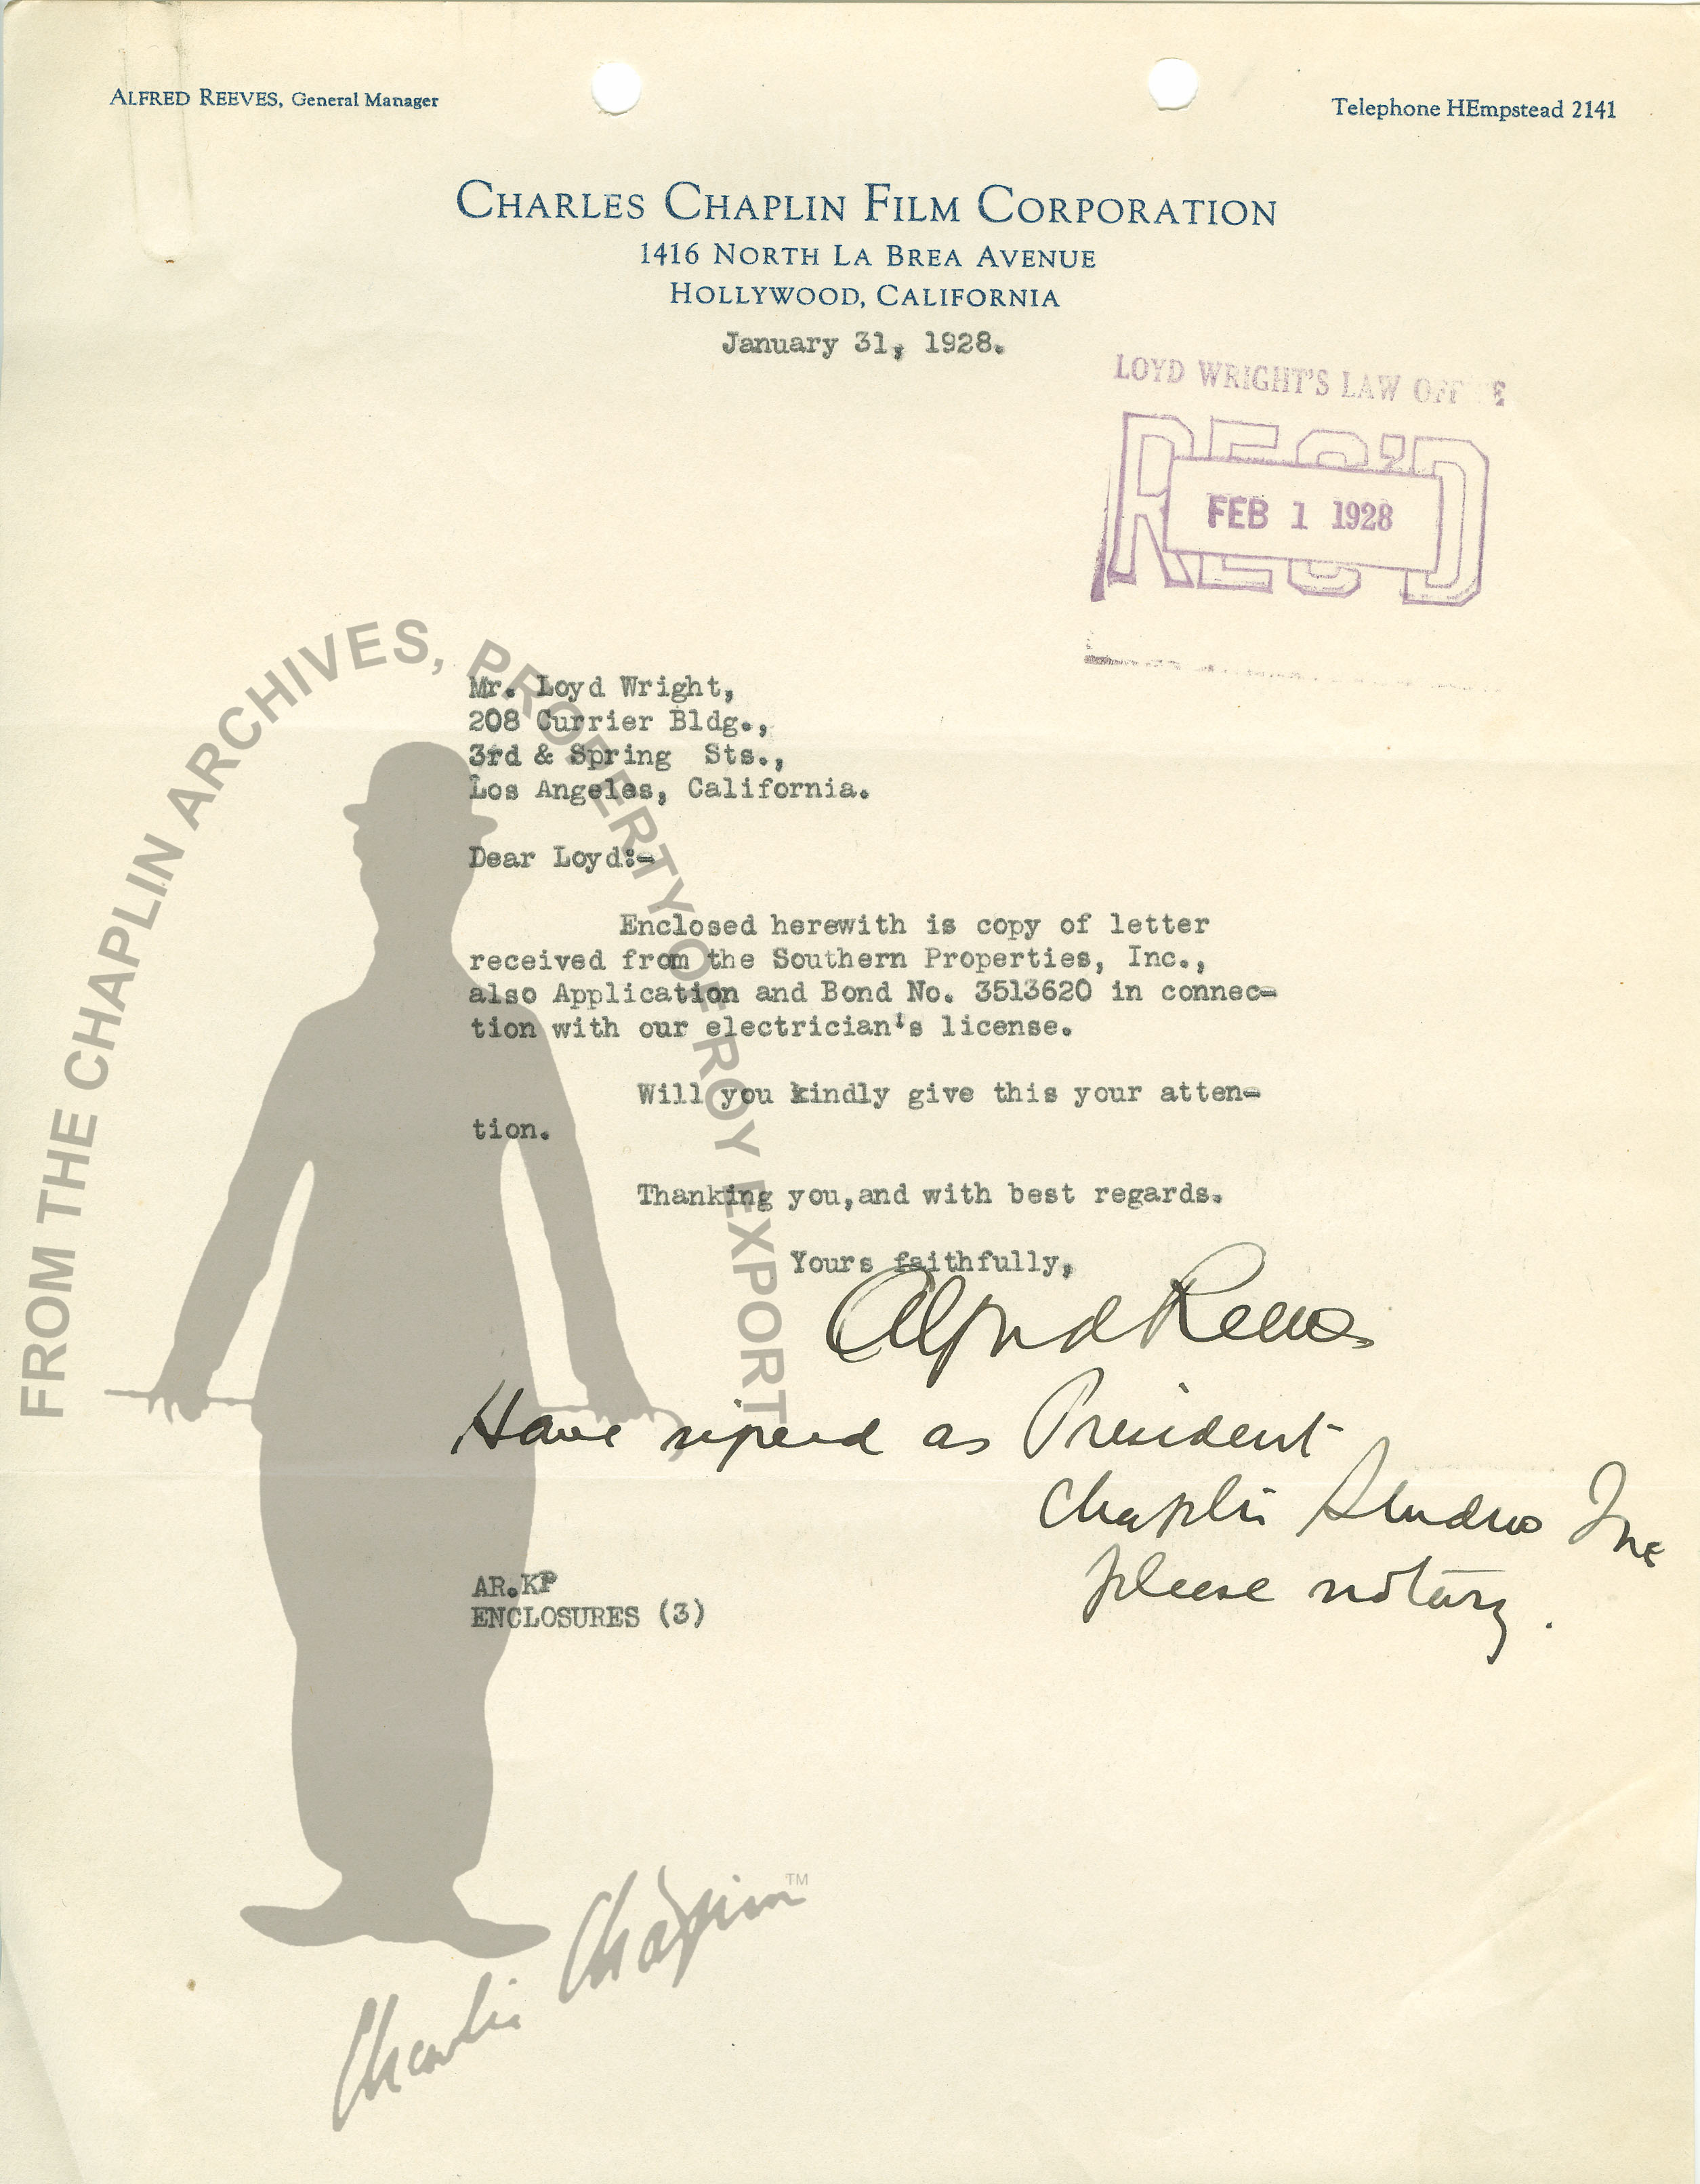 ALFRED REEVES, General Manager
Telephone HEmpstead 2141
CHARLES CHAPLIN FILM CORPORATION
1416 NORTH LA BREA AVENUE
HOLLYWOOD, CALIFORNIA
January 31, 1928.
LOYD WRIGHT'S LAW OFFICE
REC'D
FEB 1 1928
Mr. Loyd Wright,
208 Currier Bldg.,
3rd & Spring Sts.,
Los Angeles, California.
Dear Loyd:-
Enclosed herewith is copy of letter
received from the Southern Properties, Inc.,
also Application and Bond No. 3513620 in connec-
tion with our electrician's license.
Will you kindly give this your atten-
tion.
Thanking you,and with best regards.
Yours faithfully,
Alfred Reeves
Have signed as President
Chaplin Studios Inc
please notary.
AR.KP
ENCLOSURES (3)
FROM THE CHAPLIN ARCHIVES, PROPERTY OF ROY EXPORT
Charlie Chaplin TM